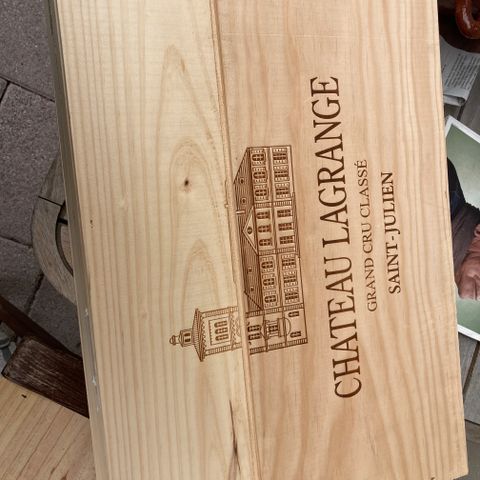 CHATEAU LAGRANGE
GRAND CRU CLASSÉ
SAINT-JULIEN